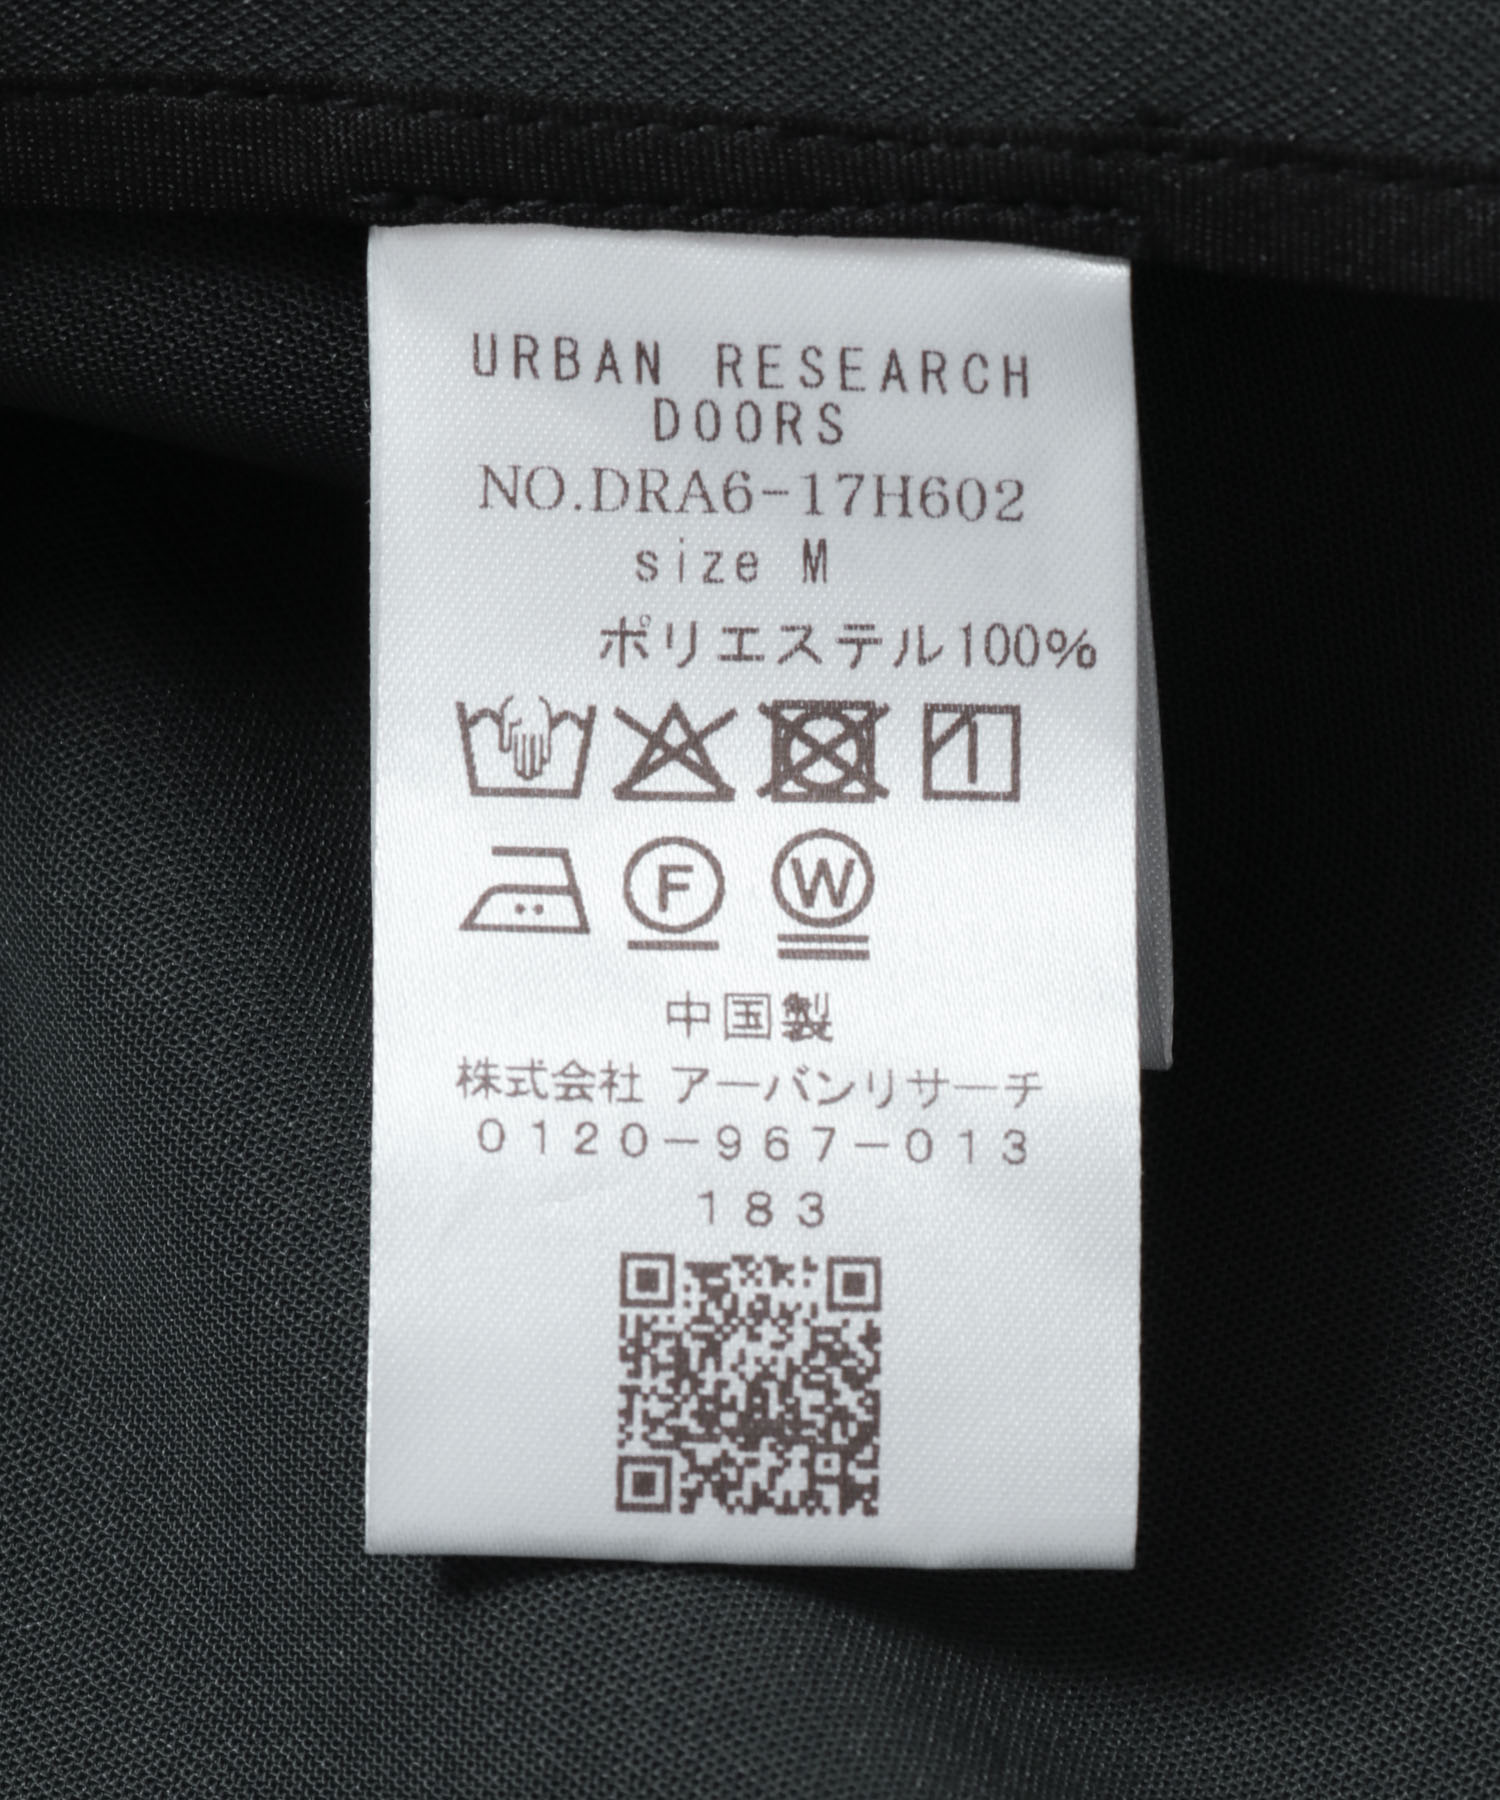 URBAN RESEARCH
DOORS
NO.DRA6-17H602
size M
ポリエステル100%
F W
中国製
株式会社 アーバンリサーチ
0120-967-013
183